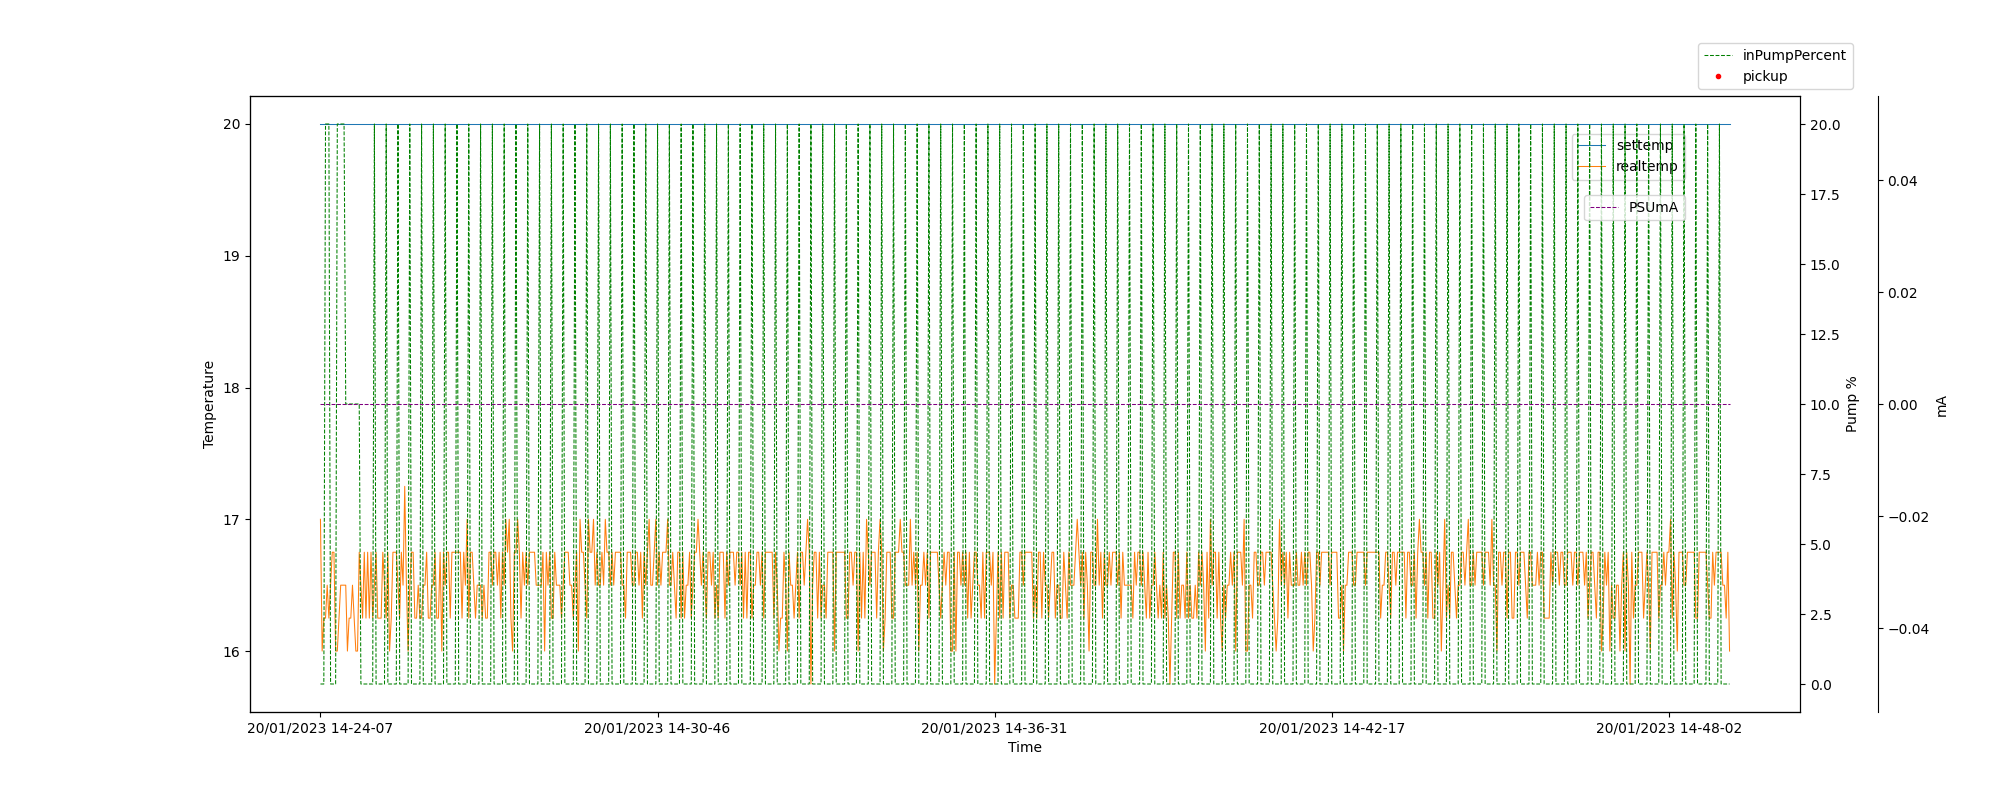 inPumpPercent
pickup
settemp
realtemp
PSUmA
20
19
18
17
16
Temperature
20.0
17.5
15.0
12.5
10.0
7.5
5.0
2.5
0.0
Pump %
0.04
0.02
0.00
−0.02
−0.04
mA
20/01/2023 14-24-07
20/01/2023 14-30-46
20/01/2023 14-36-31
20/01/2023 14-42-17
20/01/2023 14-48-02
Time